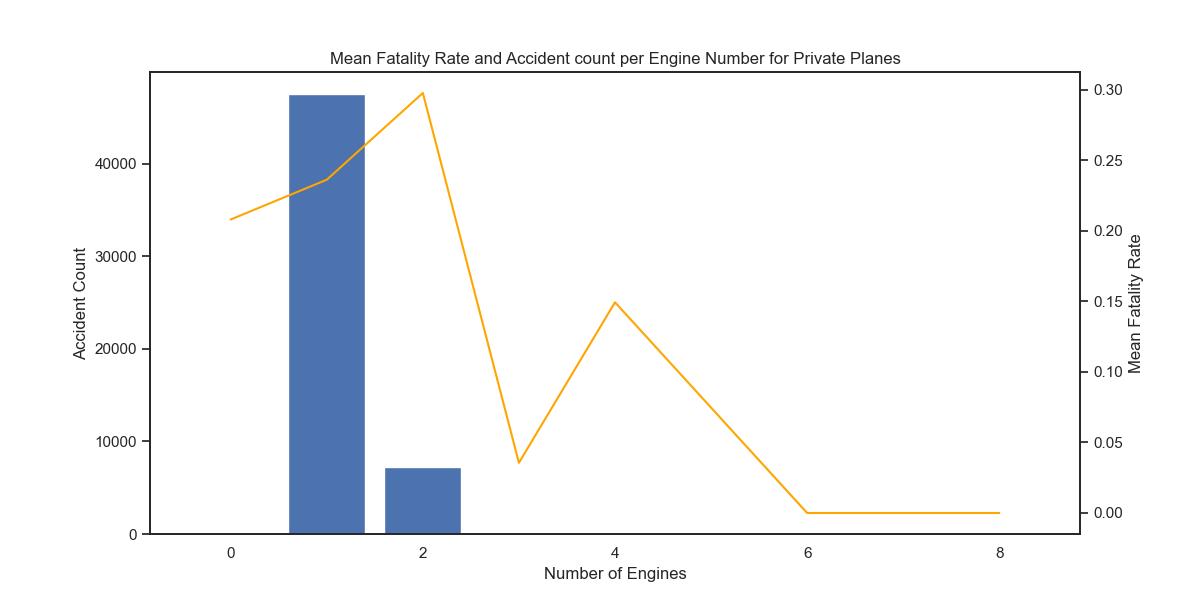 Mean Fatality Rate and Accident count per Engine Number for Private Planes
Accident Count
40000
30000
20000
10000
0
0.30
0.25
0.20
0.15
0.10
0.05
0.00
Mean Fatality Rate
0 2 4 6 8
Number of Engines